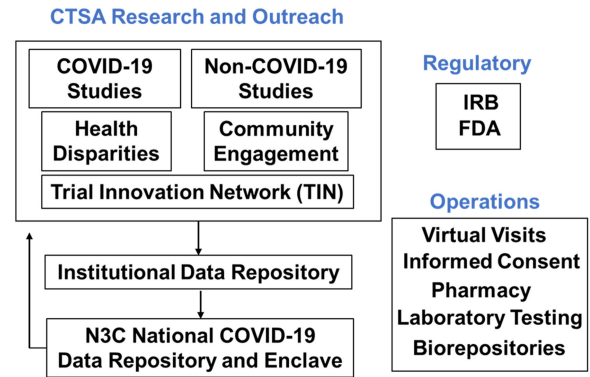 CTSA Research and Outreach
COVID-19
Studies
Non-COVID-19
Studies
Health
Disparities
Community
Engagement
Trial Innovation Network (TIN)
Institutional Data Repository
N3C National COVID-19
Data Repository and Enclave
Regulatory
IRB
FDA
Operations
Virtual Visits
Informed Consent
Pharmacy
Laboratory Testing
Biorepositories